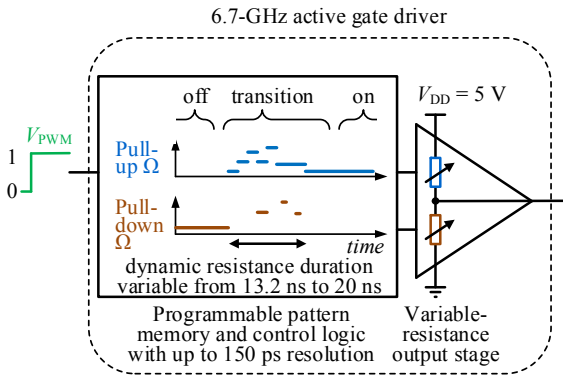 6.7-GHz active gate driver
off transition on
VDD = 5 V
VPWM
1
0
Pull-
up Ω
Pull-
down
Ω
time
dynamic resistance duration
variable from 13.2 ns to 20 ns
Programmable pattern
memory and control logic
with up to 150 ps resolution
Variable-
resistance
output stage